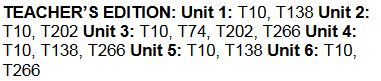 TEACHER’S EDITION: Unit 1: T10, T138 Unit 2:
T10, T202 Unit 3: T10, T74, T202, T266 Unit 4:
T10, T138, T266 Unit 5: T10, T138 Unit 6: T10,
T266